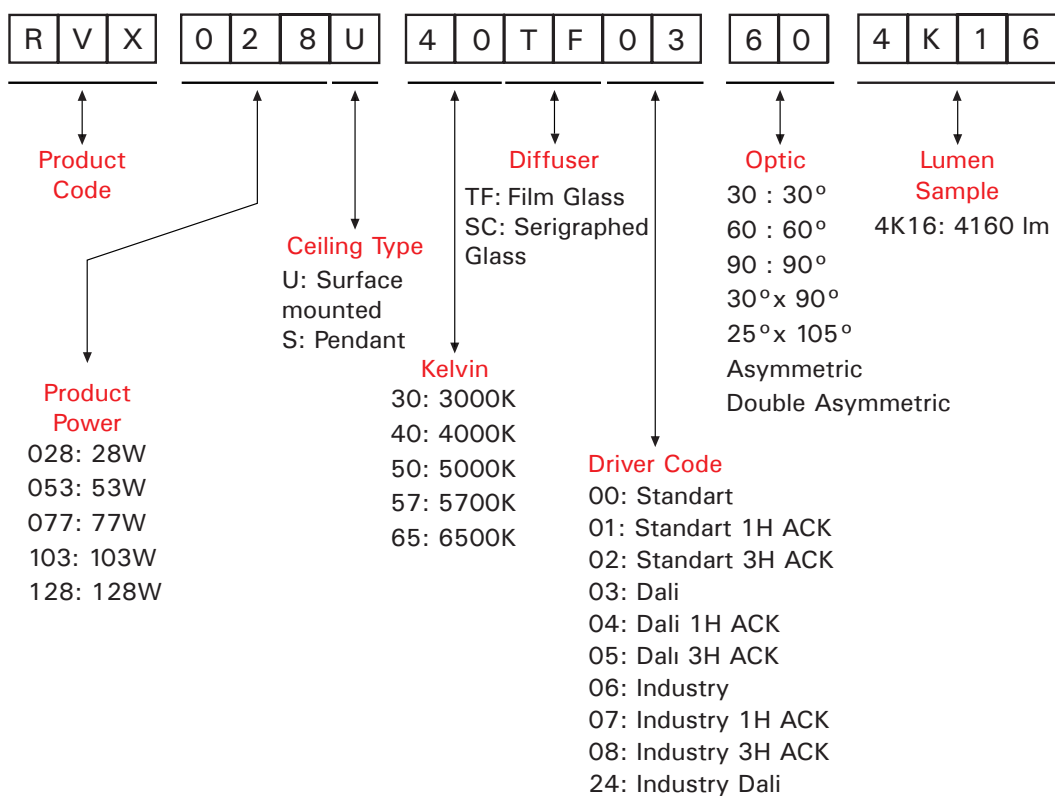 R V X 0 2 8 U 4 0 T F 0 3 6 0 4 K 1 6
Product
Code
Product
Power
028: 28W
053: 53W
077: 77W
103: 103W
128: 128W
Ceiling Type
U: Surface
mounted
S: Pendant
Kelvin
30: 3000K
40: 4000K
50: 5000K
57: 5700K
65: 6500K
Diffuser
TF: Film Glass
SC: Serigraphed
Glass
Driver Code
00: Standart
01: Standart 1H ACK
02: Standart 3H ACK
03: Dali
04: Dali 1H ACK
05: Dalı 3H ACK
06: Industry
07: Industry 1H ACK
08: Industry 3H ACK
24: Industry Dali
Optic
30 : 30º
60 : 60º
90 : 90º
30ºx 90º
25ºx 105º
Asymmetric
Double Asymmetric
Lumen
Sample
4K16: 4160 lm